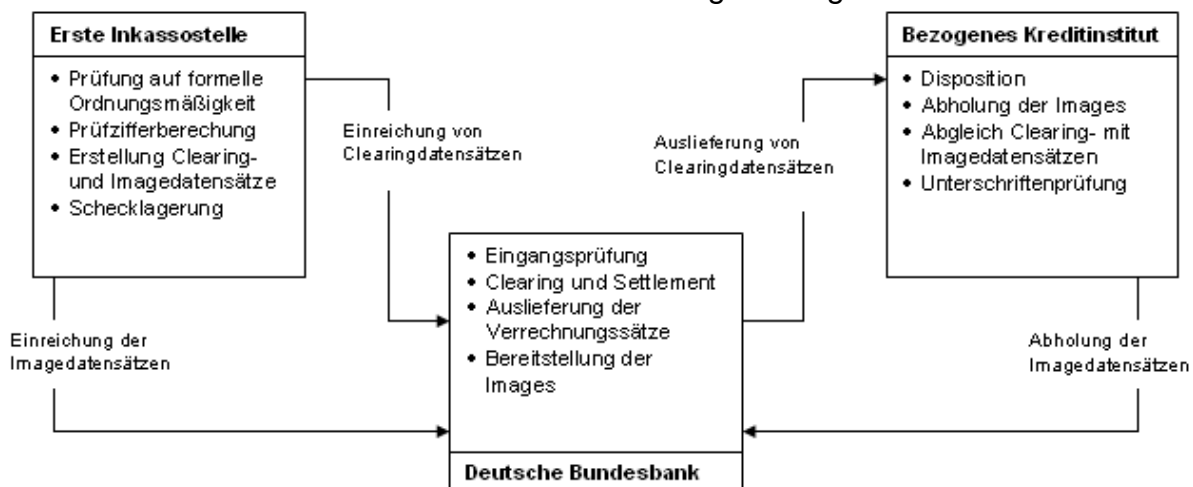 Erste Inkassostelle
• Prüfung auf formelle
Ordnungsmäßigkeit
• Prüfzifferberechung
• Erstellung Clearing-
und Imagedatensätze
• Schecklagerung
Einreichung von
Clearingdatensätzen
Auslieferung von
Clearingdatensätzen
Bezogenes Kreditinstitut
• Disposition
• Abholung der Images
• Abgleich Clearing- mit
Imagedatensätzen
• Unterschriftenprüfung
Einreichung der
Imagedatensätzen
• Eingangsprüfung
• Clearing und Settlement
• Auslieferung der
Verrechnungssätze
• Bereitstellung der
Images
Deutsche Bundesbank
Abholung der
Imagedatensätzen